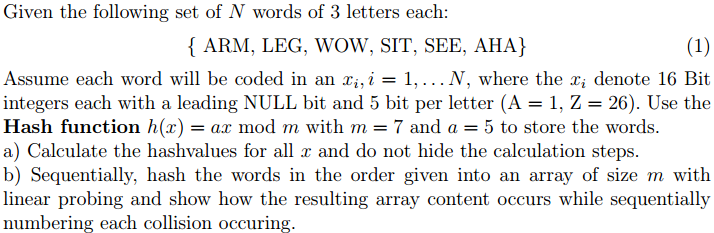 Given the following set of N words of 3 letters each:
{ ARM, LEG, WOW, SIT, SEE, AHA} (1)
Assume each word will be coded in an xᵢ, i = 1, . . . N, where the xᵢ denote 16 Bit
integers each with a leading NULL bit and 5 bit per letter (A = 1, Z = 26). Use the
Hash function h(x) = ax mod m with m = 7 and a = 5 to store the words.
a) Calculate the hashvalues for all x and do not hide the calculation steps.
b) Sequentially, hash the words in the order given into an array of size m with
linear probing and show how the resulting array content occurs while sequentially
numbering each collision occuring.